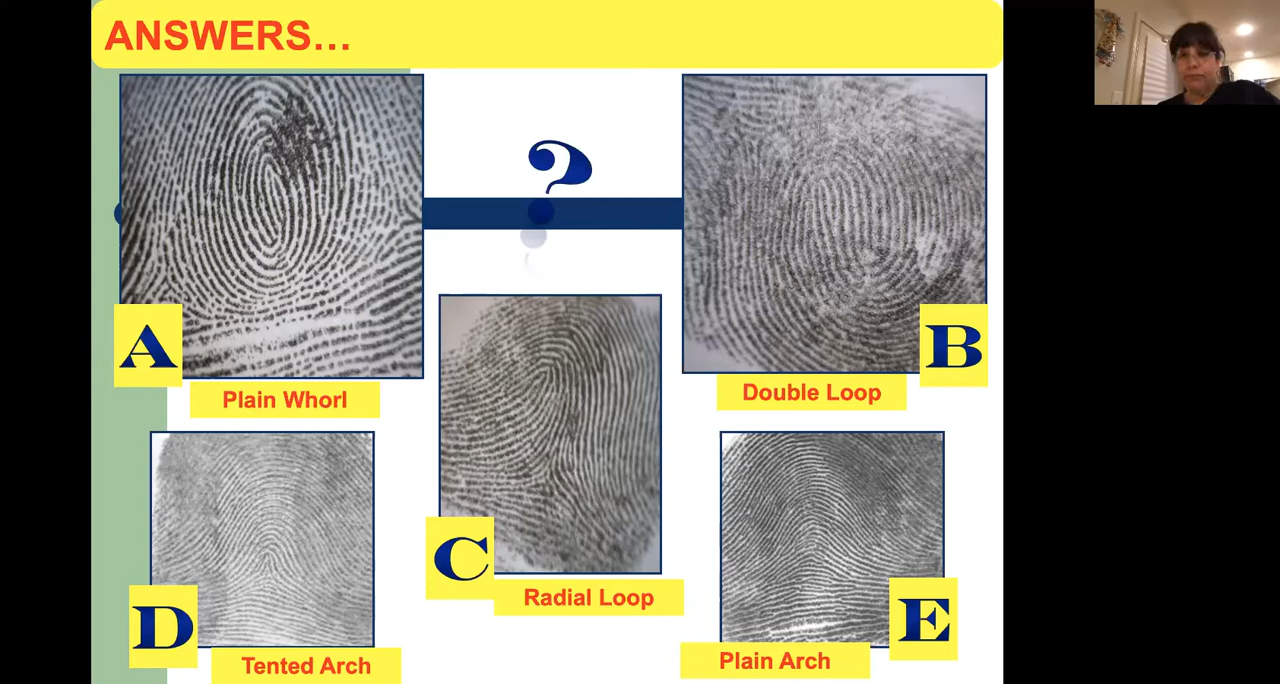 ANSWERS...
?
A
Plain Whorl
B
Double Loop
C
Radial Loop
D
Tented Arch
E
Plain Arch